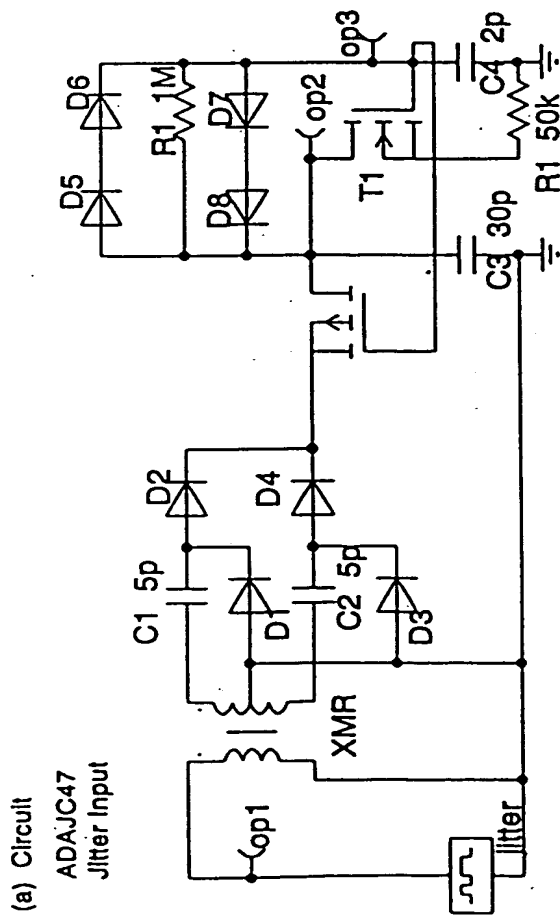 (a) Circuit
ADAJC47
Jitter Input
D5
D6
R1 1M
D8
D7
op2
op3
T1
C3 30p
C4 2p
R1 50k
D2
D4
C1 5p
D1
C2 5p
D3
XMR
op1
jitter